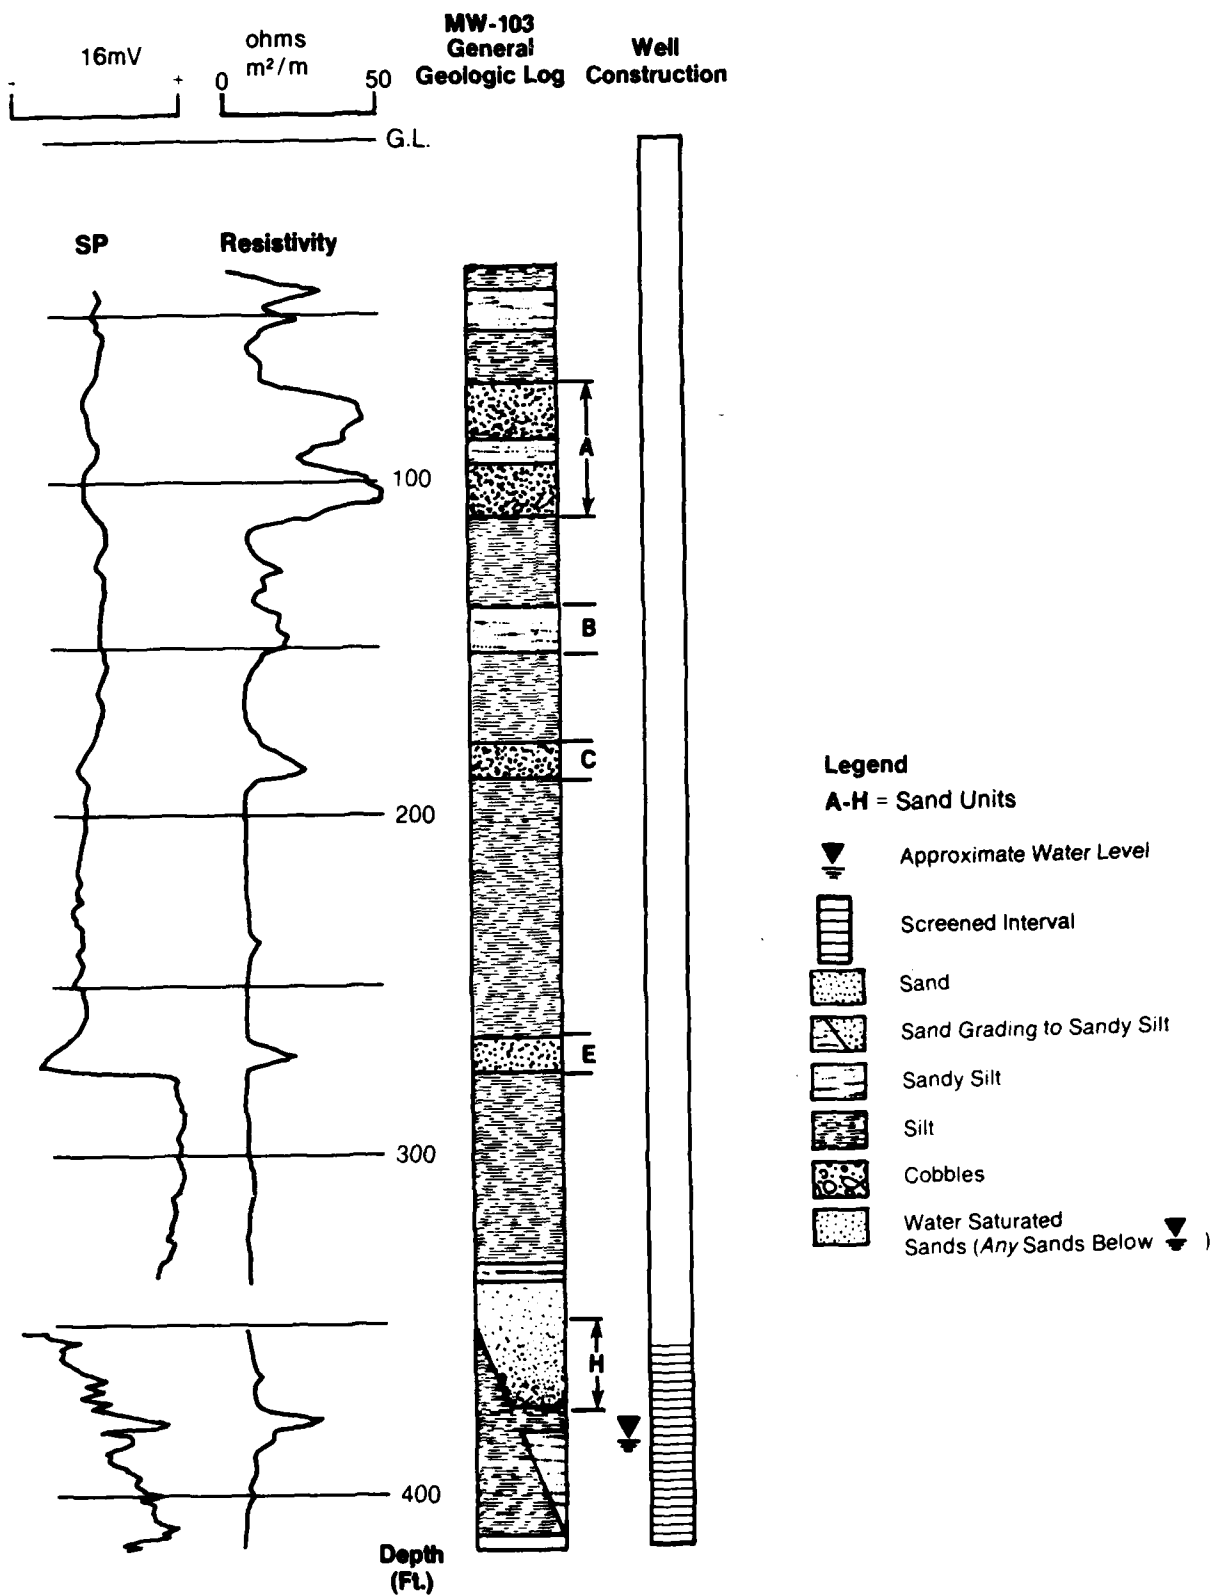 MW-103
General
Geologic Log
Well
Construction
16mV
ohms
m²/m
- +
0 50
G.L.
SP
Resistivity
A
100
B
C
200
E
300
H
400
Depth
(Ft.)
Legend
A-H = Sand Units
Approximate Water Level
Screened Interval
Sand
Sand Grading to Sandy Silt
Sandy Silt
Silt
Cobbles
Water Saturated
Sands (Any Sands Below )